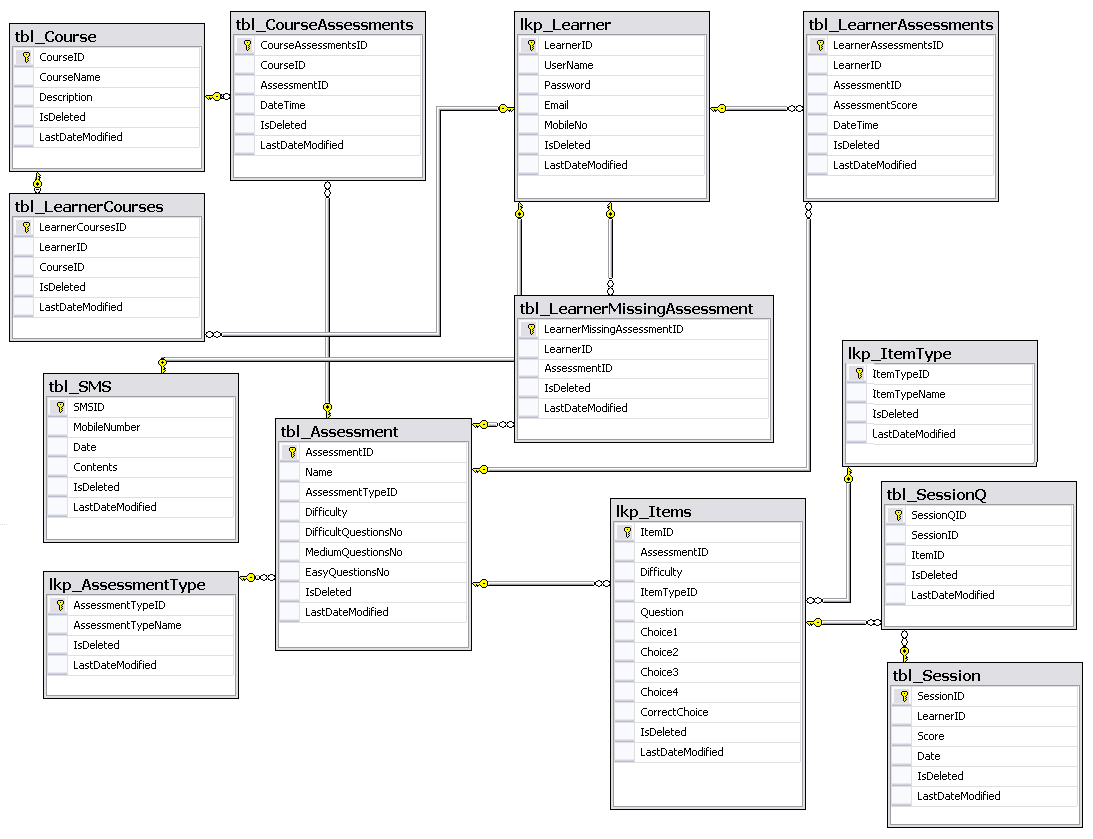 tbl_Course
CourseID
CourseName
Description
IsDeleted
LastDateModified
tbl_CourseAssessments
CourseAssessmentsID
CourseID
AssessmentID
DateTime
IsDeleted
LastDateModified
lkp_Learner
LearnerID
UserName
Password
Email
MobileNo
IsDeleted
LastDateModified
tbl_LearnerAssessments
LearnerAssessmentsID
LearnerID
AssessmentID
AssessmentScore
DateTime
IsDeleted
LastDateModified
tbl_LearnerCourses
LearnerCoursesID
LearnerID
CourseID
IsDeleted
LastDateModified
tbl_LearnerMissingAssessment
LearnerMissingAssessmentID
LearnerID
AssessmentID
IsDeleted
LastDateModified
lkp_ItemType
ItemTypeID
ItemTypeName
IsDeleted
LastDateModified
tbl_SMS
SMSID
MobileNumber
Date
Contents
IsDeleted
LastDateModified
tbl_Assessment
AssessmentID
Name
AssessmentTypeID
Difficulty
DifficultQuestionsNo
MediumQuestionsNo
EasyQuestionsNo
IsDeleted
LastDateModified
lkp_Items
ItemID
AssessmentID
Difficulty
ItemTypeID
Question
Choice1
Choice2
Choice3
Choice4
CorrectChoice
IsDeleted
LastDateModified
tbl_SessionQ
SessionQID
SessionID
ItemID
IsDeleted
LastDateModified
lkp_AssessmentType
AssessmentTypeID
AssessmentTypeName
IsDeleted
LastDateModified
tbl_Session
SessionID
LearnerID
Score
Date
IsDeleted
LastDateModified